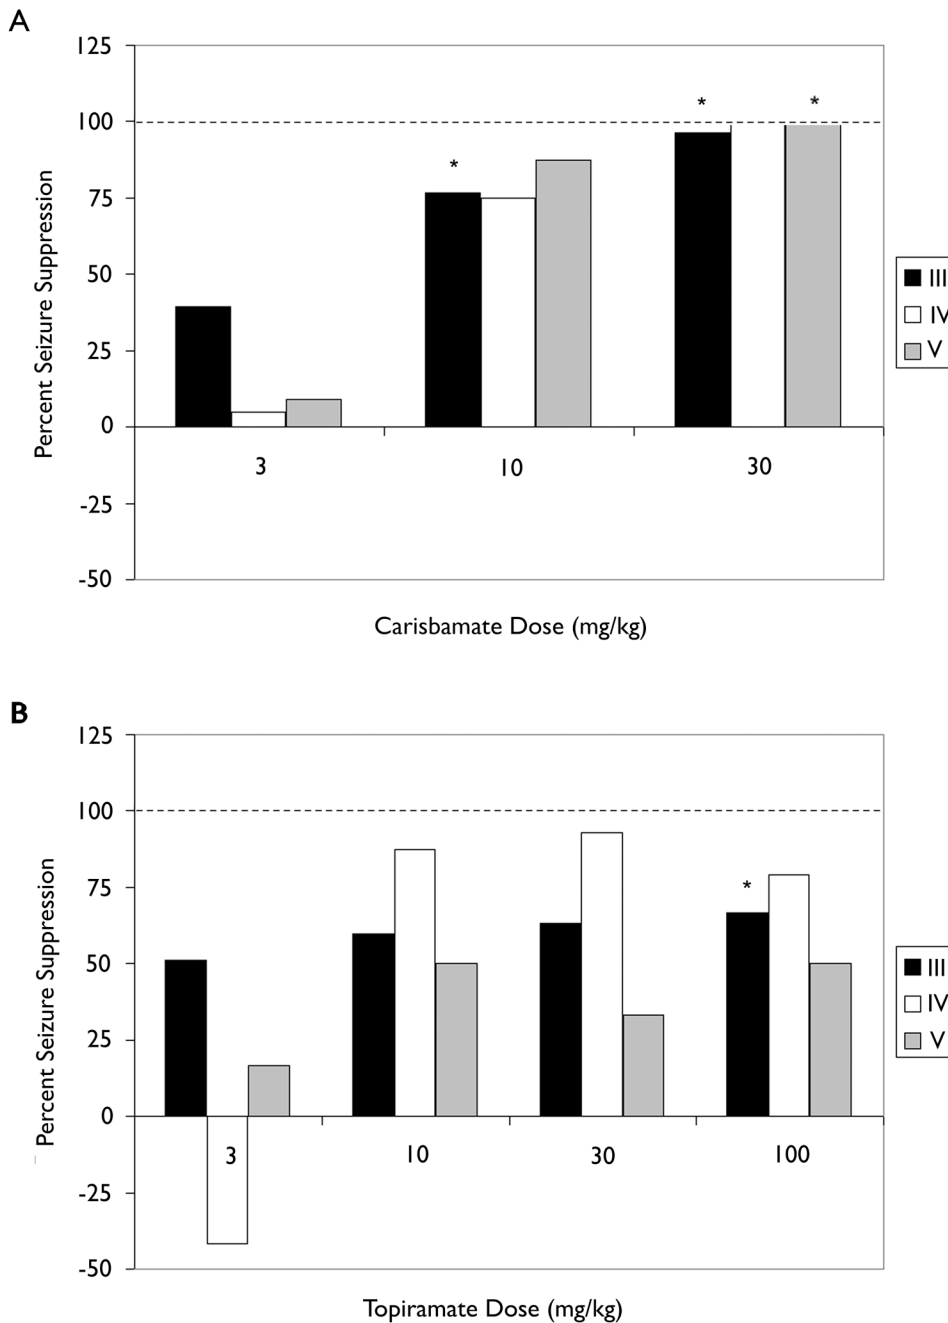 A
125
100
75
50
25
0
-25
-50
Percent Seizure Suppression
*
*
*
3
10
30
Carisbamate Dose (mg/kg)
III
IV
V
B
125
100
75
50
25
0
-25
-50
Percent Seizure Suppression
*
3
10
30
100
Topiramate Dose (mg/kg)
III
IV
V